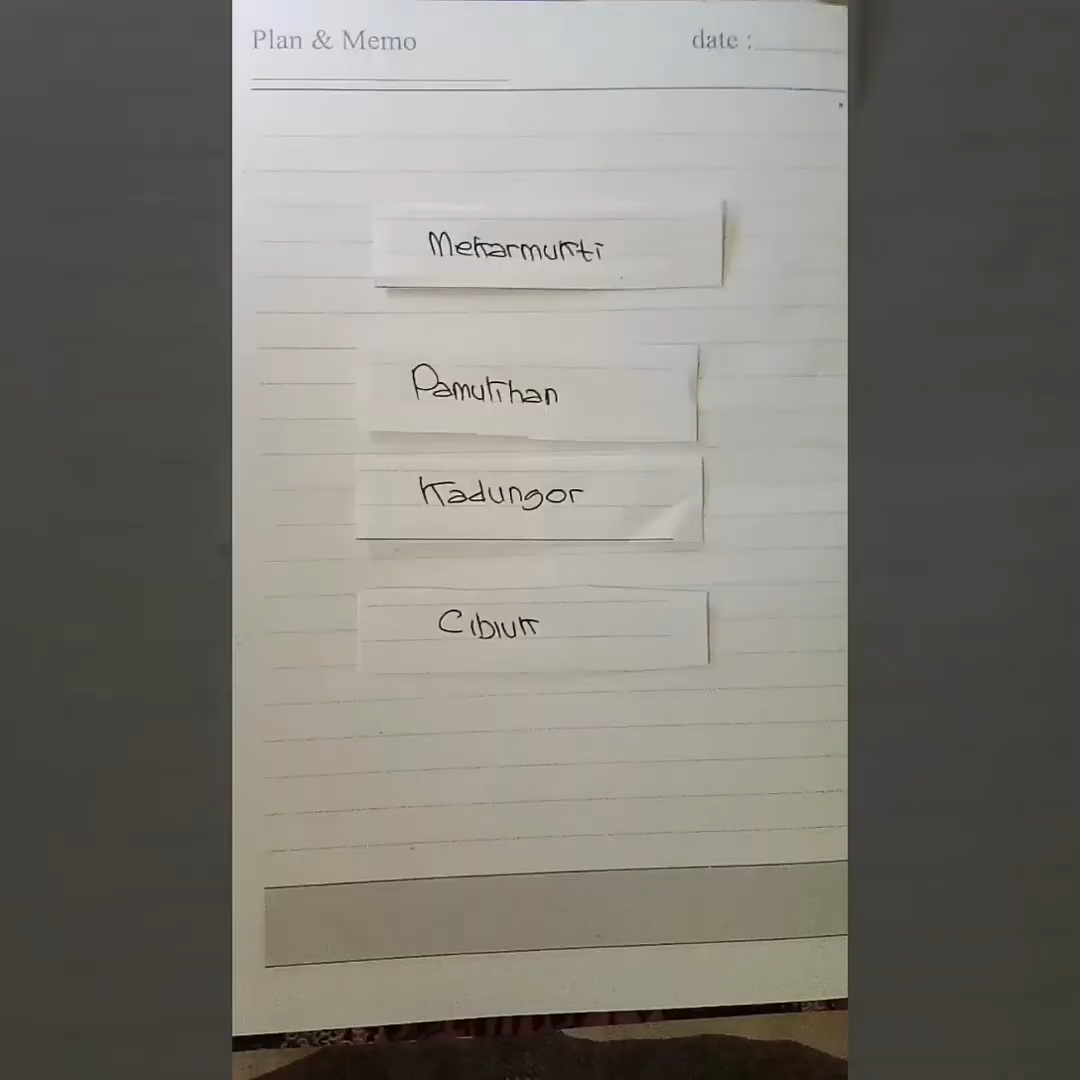 Plan & Memo
date :
Mekarmukti
Pamulihan
Kadungor
Cibiuk